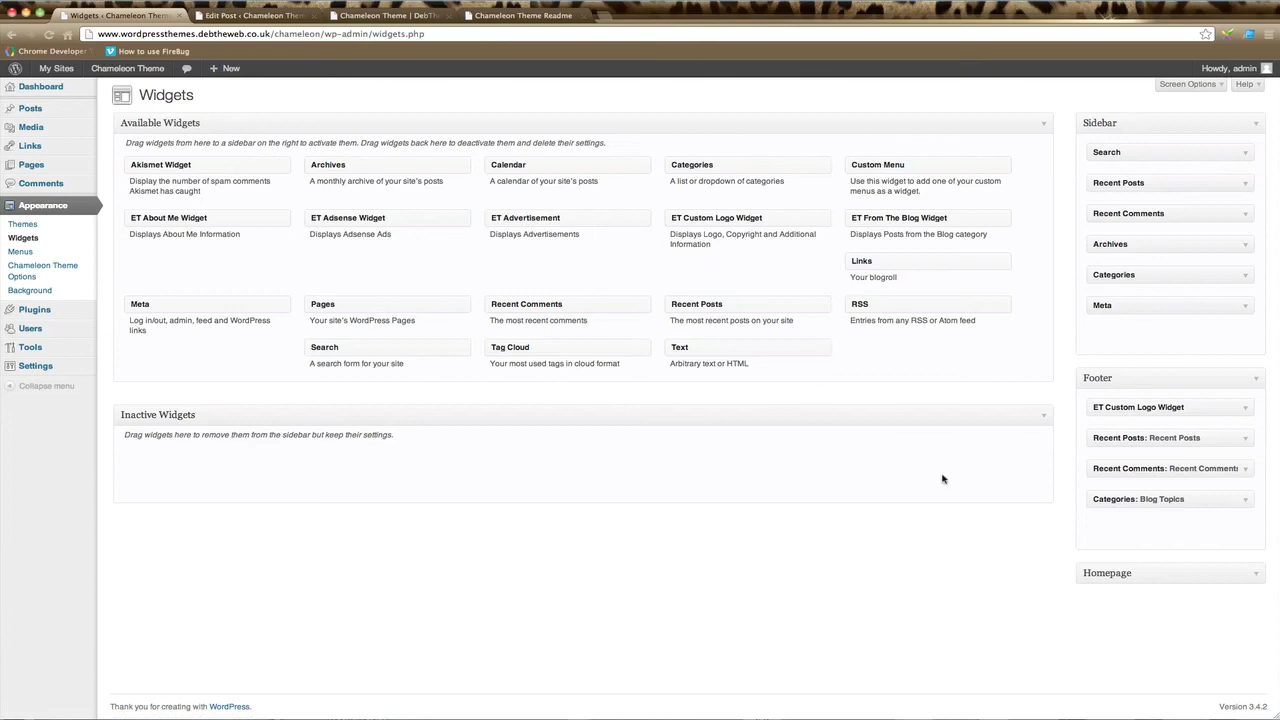 Widgets ‹ Chameleon Theme
Edit Post ‹ Chameleon Them
Chameleon Theme | DebThe
Chameleon Theme Readme
www.wordpressthemes.debtheweb.co.uk/chameleon/wp-admin/widgets.php
Chrome Developer
How to use FireBug
My Sites
Chameleon Theme
+ New
Howdy, admin
Dashboard
Posts
Media
Links
Pages
Comments
Appearance
Themes
Widgets
Menus
Chameleon Theme
Options
Background
Plugins
Users
Tools
Settings
Collapse menu
Widgets
Screen Options
Help
Available Widgets
Drag widgets from here to a sidebar on the right to activate them. Drag widgets back here to deactivate them and delete their settings.
Akismet Widget
Display the number of spam comments
Akismet has caught
Archives
A monthly archive of your site's posts
Calendar
A calendar of your site's posts
Categories
A list or dropdown of categories
Custom Menu
Use this widget to add one of your custom
menus as a widget.
ET About Me Widget
Displays About Me Information
ET Adsense Widget
Displays Adsense Ads
ET Advertisement
Displays Advertisements
ET Custom Logo Widget
Displays Logo, Copyright and Additional
Information
ET From The Blog Widget
Displays Posts from the Blog category
Links
Your blogroll
Meta
Log in/out, admin, feed and WordPress
links
Pages
Your site's WordPress Pages
Recent Comments
The most recent comments
Recent Posts
The most recent posts on your site
RSS
Entries from any RSS or Atom feed
Search
A search form for your site
Tag Cloud
Your most used tags in cloud format
Text
Arbitrary text or HTML
Inactive Widgets
Drag widgets here to remove them from the sidebar but keep their settings.
Sidebar
Search
Recent Posts
Recent Comments
Archives
Categories
Meta
Footer
ET Custom Logo Widget
Recent Posts: Recent Posts
Recent Comments: Recent Comments
Categories: Blog Topics
Homepage
Thank you for creating with WordPress.
Version 3.4.2